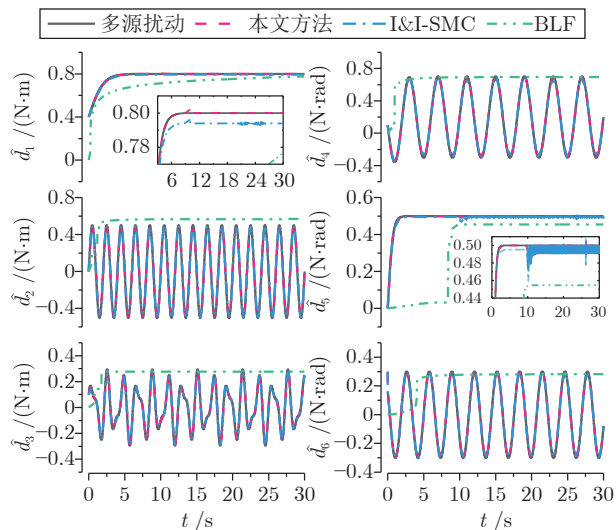 多源扰动 本文方法 I&I-SMC BLF
d̂₁ /(N·m)
0.8
0.4
0
0.80
0.78
6 12 18 24 30
d̂₄ /(N·rad)
0.8
0.4
0
−0.4
d̂₂ /(N·m)
0.8
0.4
0
−0.4
d̂₅ /(N·rad)
0.6
0.4
0.2
0
0.50
0.48
0.46
0.44
0 10 20 30
d̂₃ /(N·m)
0.4
0.2
0
−0.4
0 5 10 15 20 25 30
t /s
d̂₆ /(N·rad)
0.4
0.2
0
−0.4
0 5 10 15 20 25 30
t /s